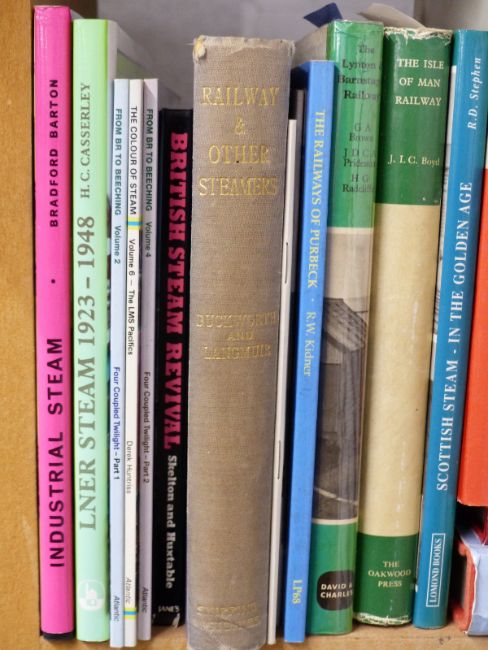 INDUSTRIAL STEAM • BRADFORD BARTON
LNER STEAM 1923 – 1948 H. C. CASSERLEY
FROM BR TO BEECHING Volume 2 Four Coupled Twilight – Part 1 Atlantic
THE COLOUR OF STEAM Volume 6 – The LMS Pacifics Derek Huntriss Atlantic
FROM BR TO BEECHING Volume 4 Four Coupled Twilight – Part 2 Atlantic
BRITISH STEAM REVIVAL Skelton and Huxtable JANE'S
RAILWAY
&
OTHER
STEAMERS
DUCKWORTH
AND
LANGMUIR
THE RAILWAYS OF PURBECK • R.W. Kidner LP68
The
Lynton &
Barnstaple
Railway
G A
Brown
J D C A
Prideaux
H G
Radcliffe
DAVID &
CHARLES
THE ISLE
OF MAN
RAILWAY
J. I. C. Boyd
THE
OAKWOOD
PRESS
SCOTTISH STEAM - IN THE GOLDEN AGE R.D. Stephen
LOMOND BOOKS